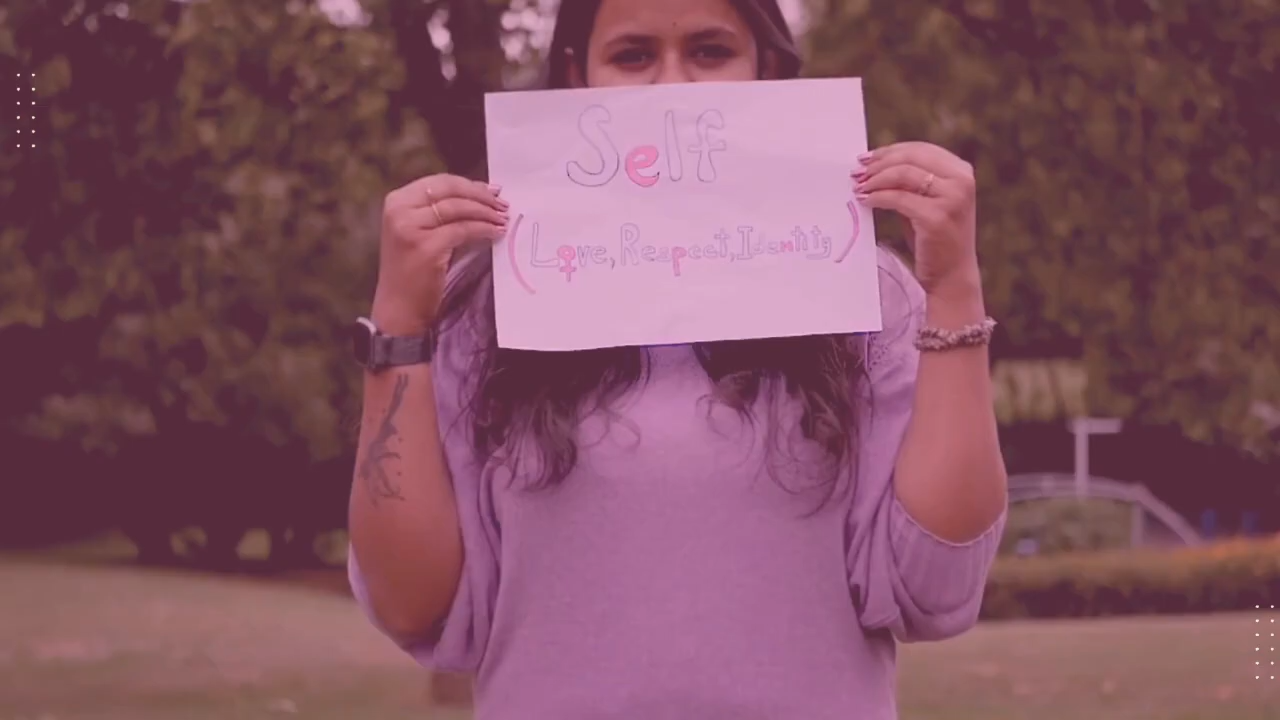 Self
(Love, Respect, Identity)